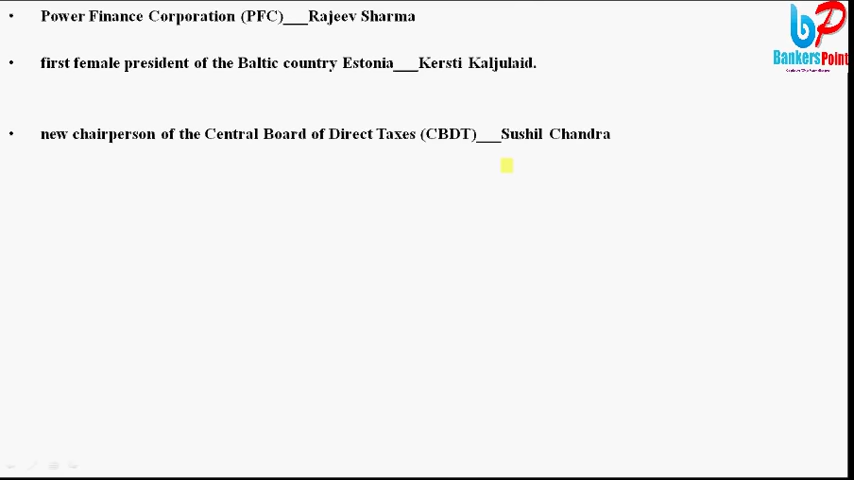 • Power Finance Corporation (PFC)___Rajeev Sharma
• first female president of the Baltic country Estonia___Kersti Kaljulaid.
• new chairperson of the Central Board of Direct Taxes (CBDT)___Sushil Chandra
bP
BankersPoint